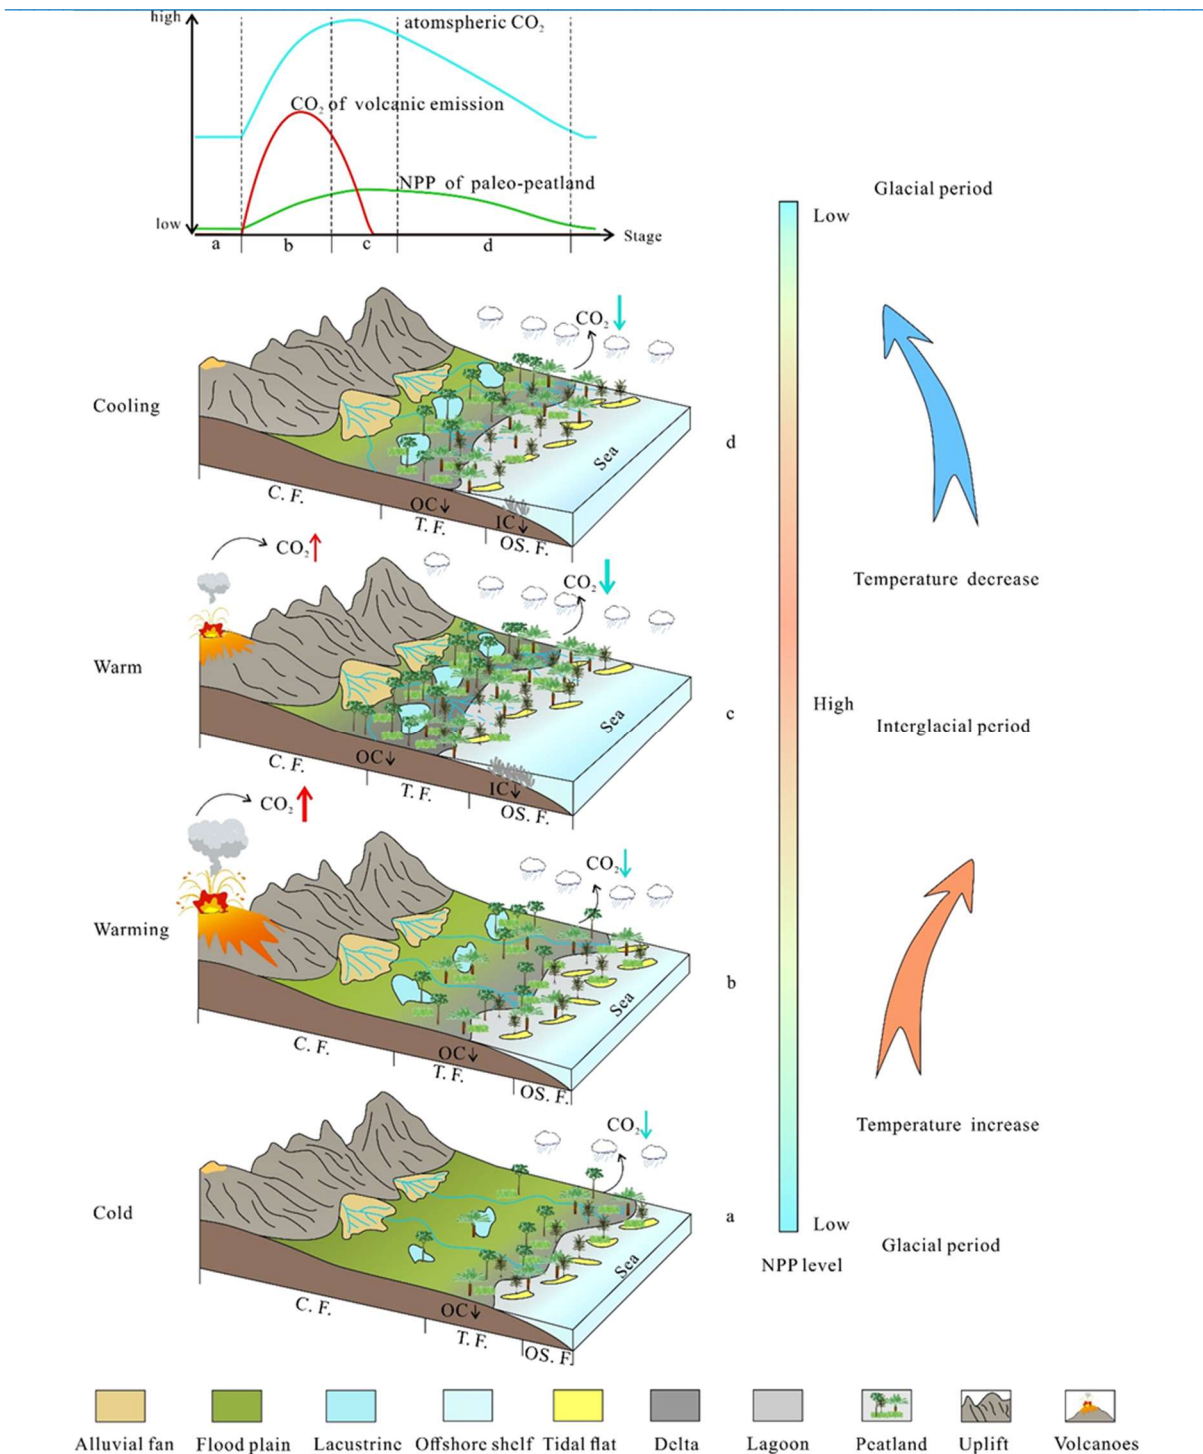 high
atomspheric CO2
CO2 of volcanic emission
NPP of paleo-peatland
low
a b c d
Stage
Glacial period
Low
CO2
Cooling
d
Sea
C. F.
OC↓
T. F.
IC↓
OS. F.
Temperature decrease
CO2↑
CO2
Warm
High
c
Interglacial period
Sea
C. F.
OC↓
T. F.
IC↓
OS. F.
CO2
CO2
Warming
b
Sea
C. F.
OC↓
T. F.
OS. F.
Temperature increase
CO2
Cold
a
Low
Glacial period
NPP level
Sea
C. F.
OC↓
T. F.
OS. F.
Alluvial fan Flood plain Lacustrine Offshore shelf Tidal flat Delta Lagoon Peatland Uplift Volcanoes